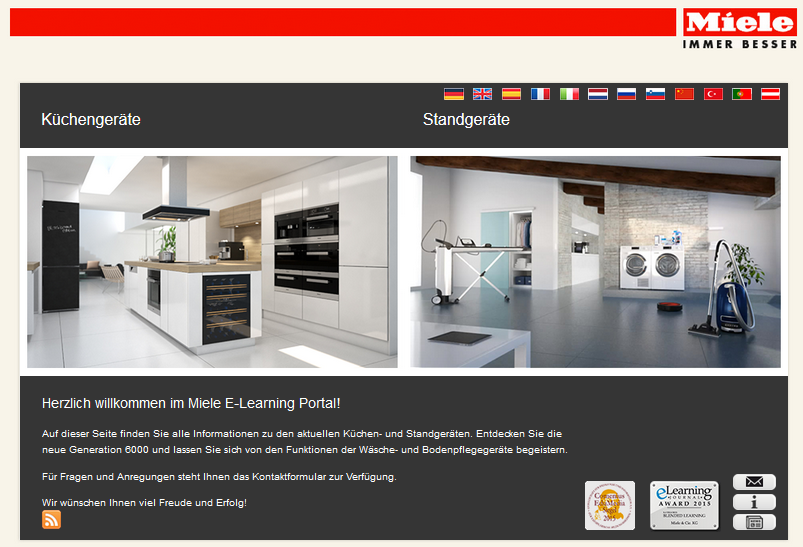 Miele
IMMER BESSER
Küchengeräte
Standgeräte
Herzlich willkommen im Miele E-Learning Portal!
Auf dieser Seite finden Sie alle Informationen zu den aktuellen Küchen- und Standgeräten. Entdecken Sie die
neue Generation 6000 und lassen Sie sich von den Funktionen der Wäsche- und Bodenpflegegeräte begeistern.
Für Fragen und Anregungen steht Ihnen das Kontaktformular zur Verfügung.
Wir wünschen Ihnen viel Freude und Erfolg!
Comenius
EduMedia
Siegel
2015
eLearning
JOURNAL
AWARD 2015
BLENDED LEARNING
Miele & Cie. KG